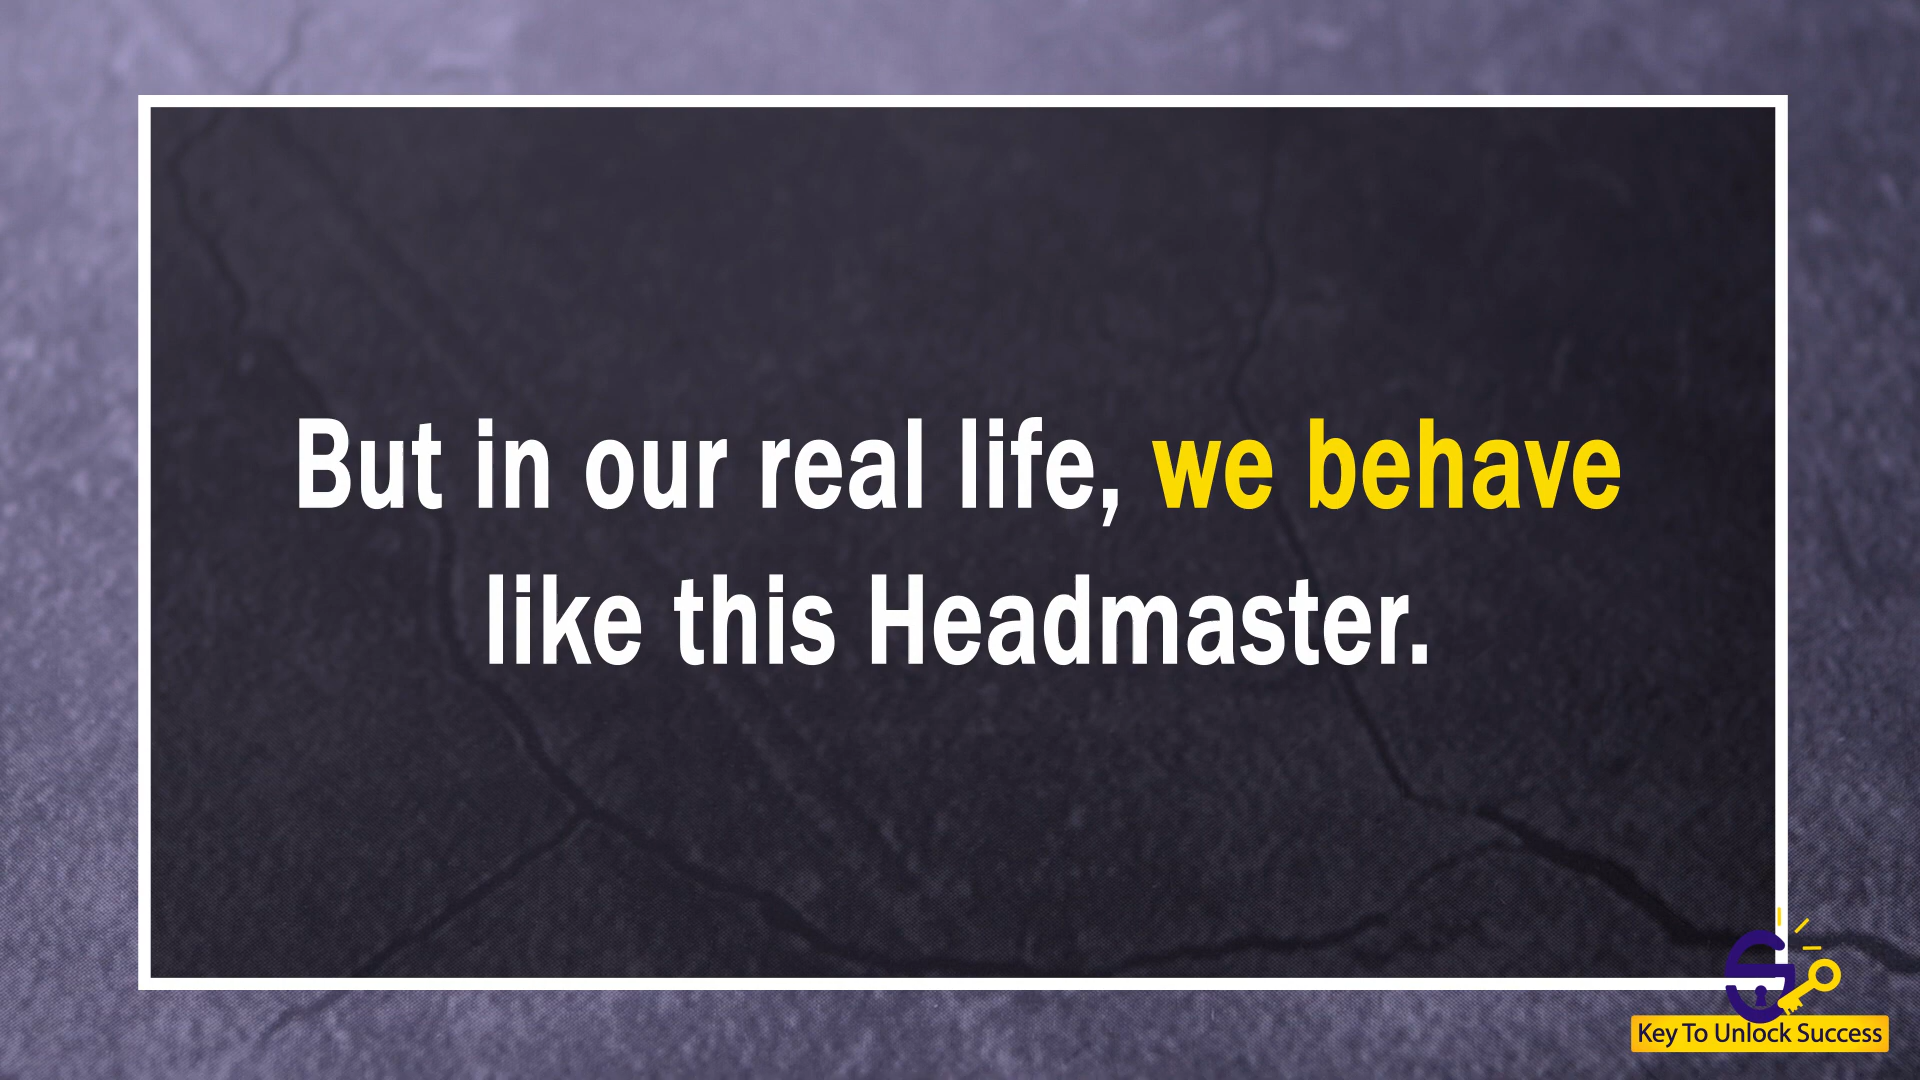 But in our real life, we behave
like this Headmaster.
Key To Unlock Success